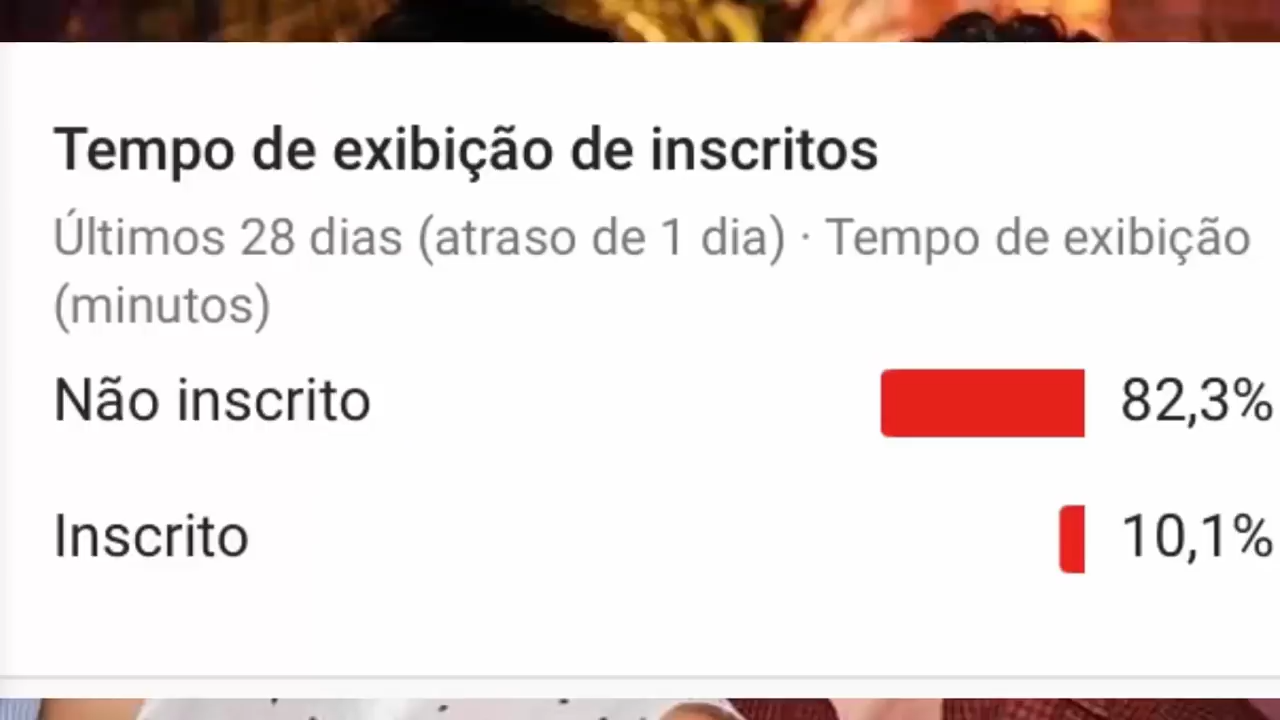 Tempo de exibição de inscritos
Últimos 28 dias (atraso de 1 dia) · Tempo de exibição
(minutos)
Não inscrito 82,3%
Inscrito 10,1%